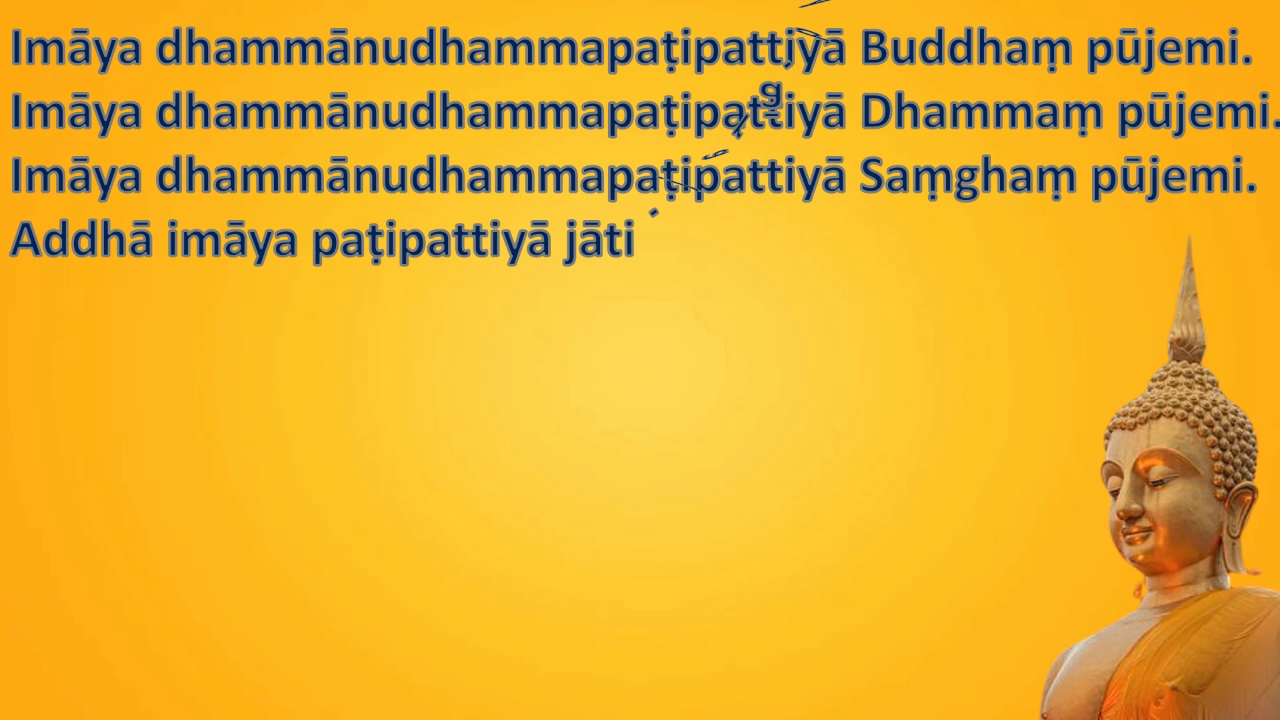 Imāya dhammānudhammapaṭipattiyā Buddhaṃ pūjemi.
Imāya dhammānudhammapaṭipattiyā Dhammaṃ pūjemi.
Imāya dhammānudhammapaṭipattiyā Saṃghaṃ pūjemi.
Addhā imāya paṭipattiyā jāti